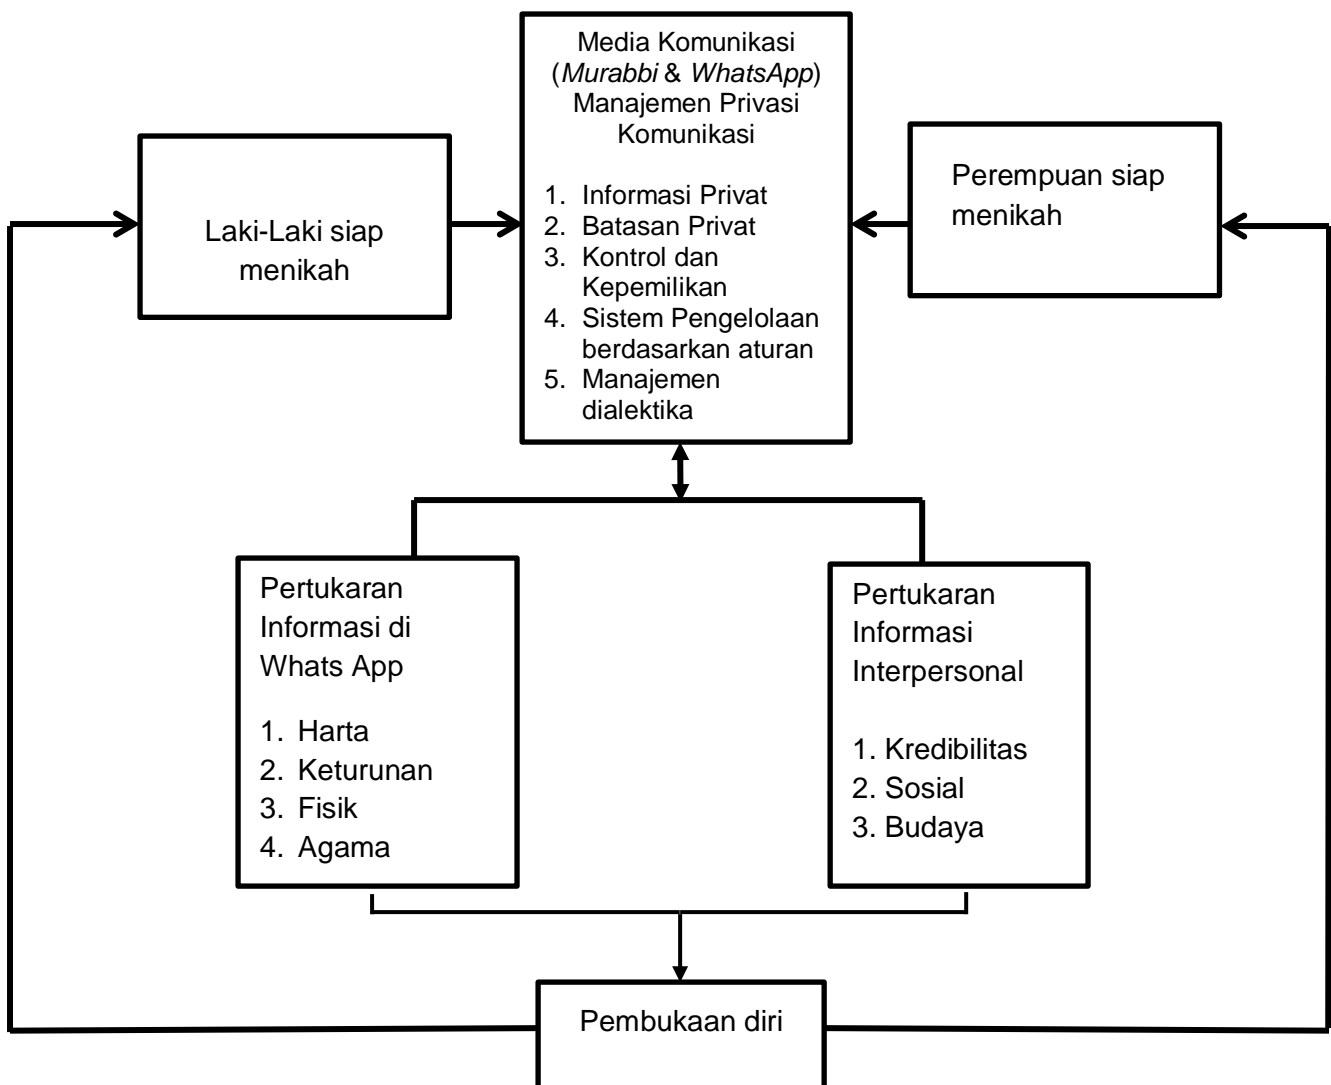 Media Komunikasi
(Murabbi & WhatsApp)
Manajemen Privasi
Komunikasi
1. Informasi Privat
2. Batasan Privat
3. Kontrol dan
Kepemilikan
4. Sistem Pengelolaan
berdasarkan aturan
5. Manajemen
dialektika
Laki-Laki siap
menikah
Perempuan siap
menikah
Pertukaran
Informasi di
Whats App
1. Harta
2. Keturunan
3. Fisik
4. Agama
Pertukaran
Informasi
Interpersonal
1. Kredibilitas
2. Sosial
3. Budaya
Pembukaan diri